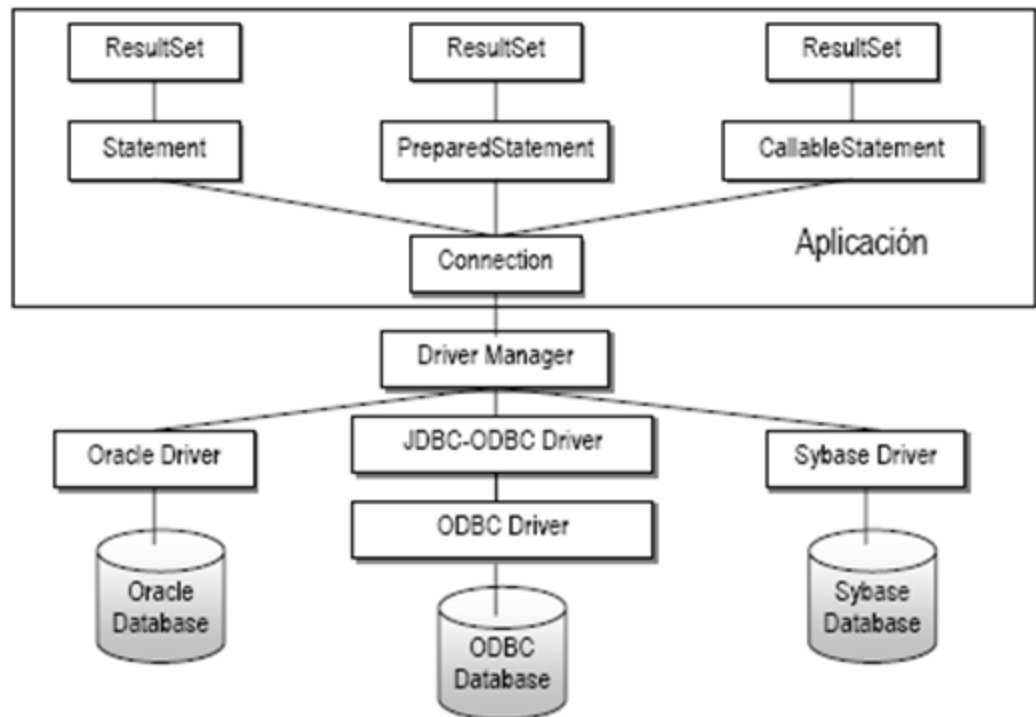 ResultSet
ResultSet
ResultSet
Statement
PreparedStatement
CallableStatement
Connection
Aplicación
Driver Manager
Oracle Driver
JDBC-ODBC Driver
Sybase Driver
ODBC Driver
Oracle
Database
Sybase
Database
ODBC
Database